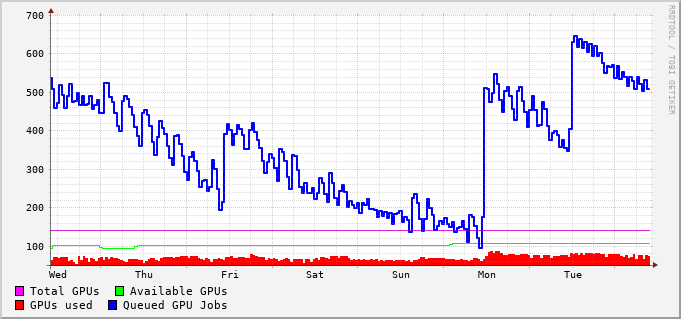 700
600
500
400
300
200
100
Wed Thu Fri Sat Sun Mon Tue
Total GPUs Available GPUs
GPUs used Queued GPU Jobs
RRDTOOL / TOBI OETIKER